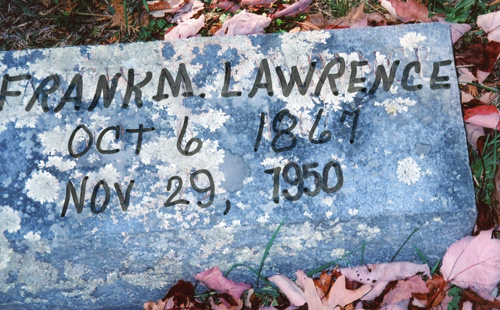 FRANK M. LAWRENCE
OCT 6 1867
NOV 29, 1950